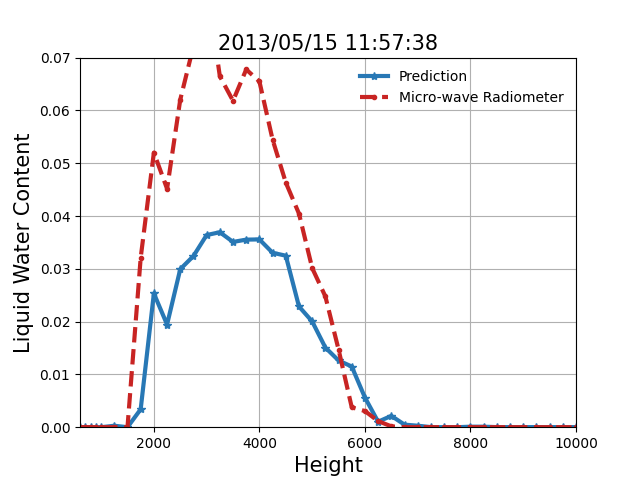 2013/05/15 11:57:38
Prediction
Micro-wave Radiometer
Liquid Water Content
0.07
0.06
0.05
0.04
0.03
0.02
0.01
0.00
2000 4000 6000 8000 10000
Height